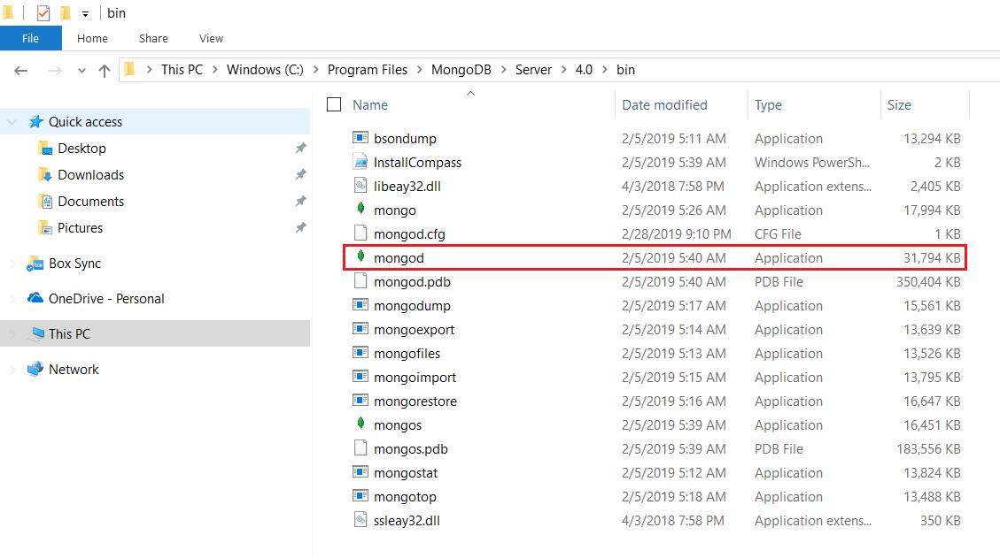 bin
File Home Share View
This PC Windows (C:) Program Files MongoDB Server 4.0 bin
Name Date modified Type Size
Quick access
Desktop
Downloads
Documents
Pictures
Box Sync
OneDrive - Personal
This PC
Network
bsondump 2/5/2019 5:11 AM Application 13,294 KB
InstallCompass 2/5/2019 5:39 AM Windows PowerSh... 2 KB
libeay32.dll 4/3/2018 7:58 PM Application extens... 2,405 KB
mongo 2/5/2019 5:26 AM Application 17,994 KB
mongod.cfg 2/28/2019 9:10 PM CFG File 1 KB
mongod 2/5/2019 5:40 AM Application 31,794 KB
mongod.pdb 2/5/2019 5:40 AM PDB File 350,404 KB
mongodump 2/5/2019 5:17 AM Application 15,561 KB
mongoexport 2/5/2019 5:14 AM Application 13,639 KB
mongofiles 2/5/2019 5:13 AM Application 13,526 KB
mongoimport 2/5/2019 5:15 AM Application 13,795 KB
mongorestore 2/5/2019 5:16 AM Application 16,647 KB
mongos 2/5/2019 5:39 AM Application 16,451 KB
mongos.pdb 2/5/2019 5:39 AM PDB File 183,556 KB
mongostat 2/5/2019 5:12 AM Application 13,824 KB
mongotop 2/5/2019 5:18 AM Application 13,488 KB
ssleay32.dll 4/3/2018 7:58 PM Application extens... 350 KB